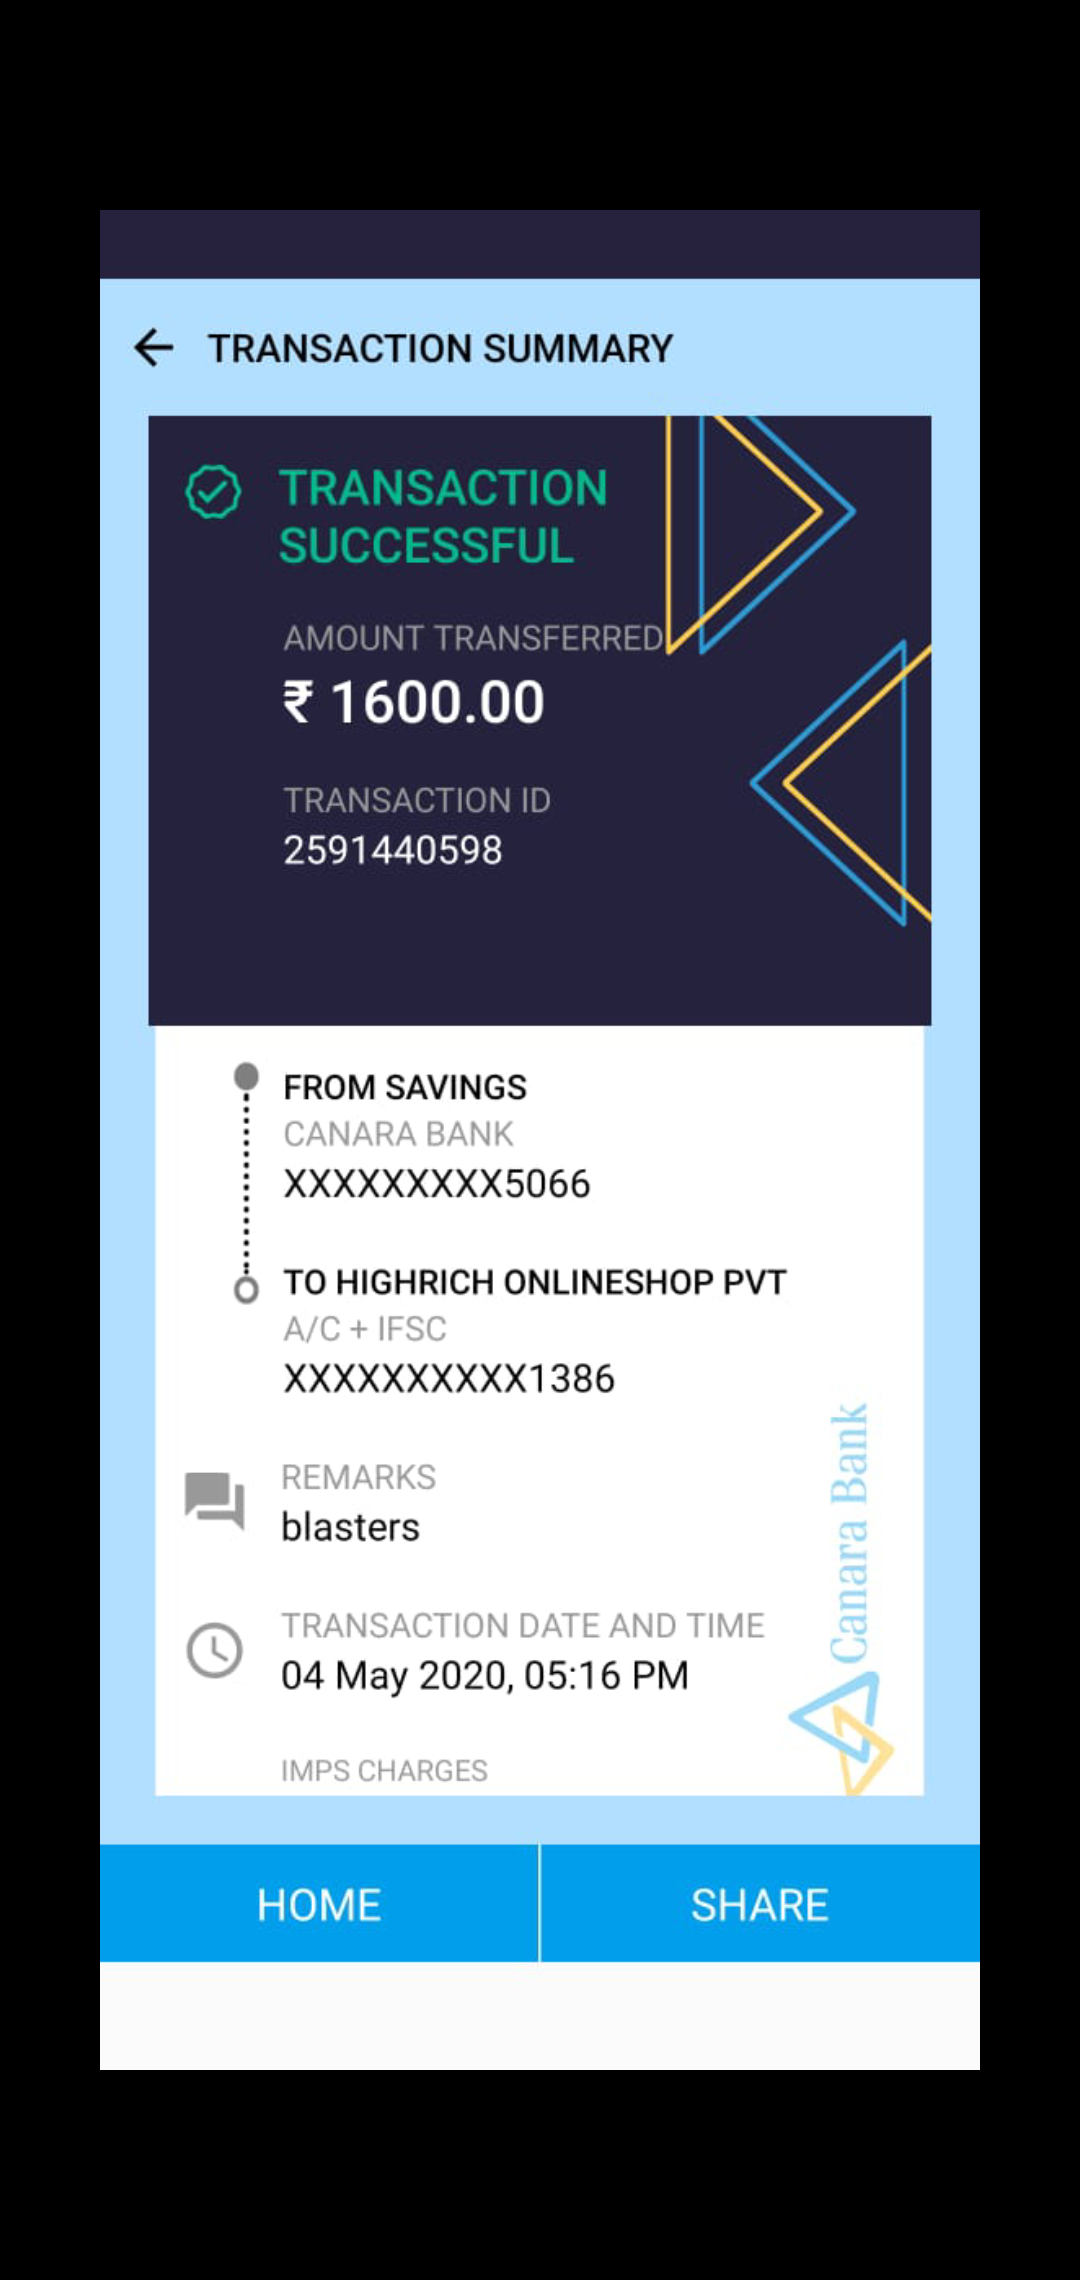 TRANSACTION SUMMARY
TRANSACTION
SUCCESSFUL
AMOUNT TRANSFERRED
₹ 1600.00
TRANSACTION ID
2591440598
FROM SAVINGS
CANARA BANK
XXXXXXXXX5066
TO HIGHRICH ONLINESHOP PVT
A/C + IFSC
XXXXXXXXXX1386
REMARKS
blasters
TRANSACTION DATE AND TIME
04 May 2020, 05:16 PM
IMPS CHARGES
Canara Bank
HOME
SHARE